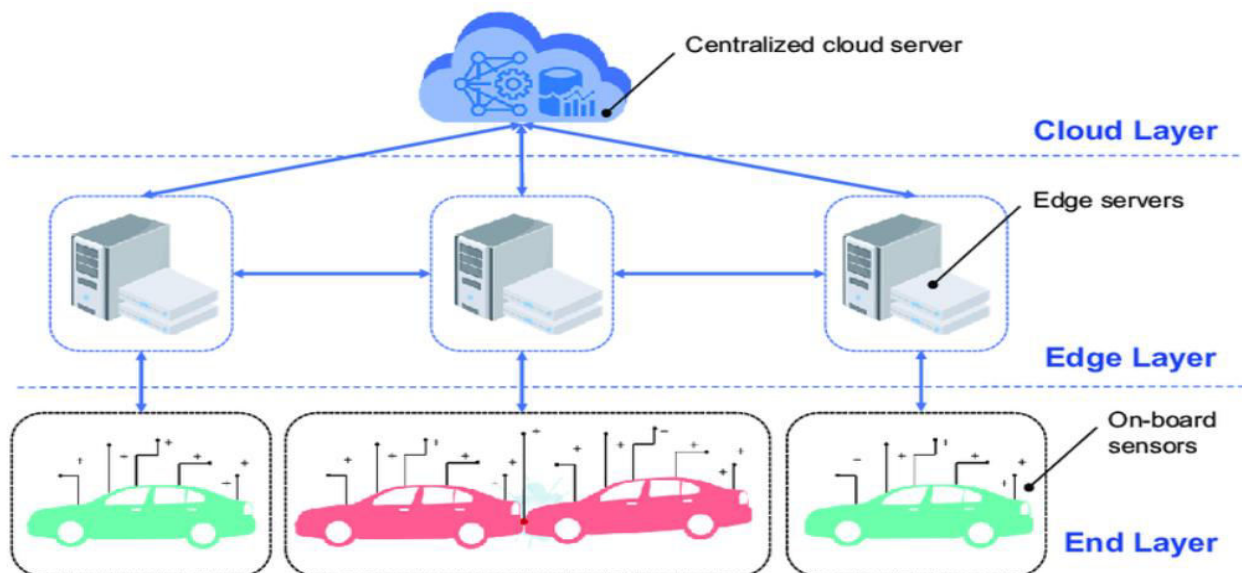 Centralized cloud server
Cloud Layer
Edge servers
Edge Layer
On-board
sensors
End Layer